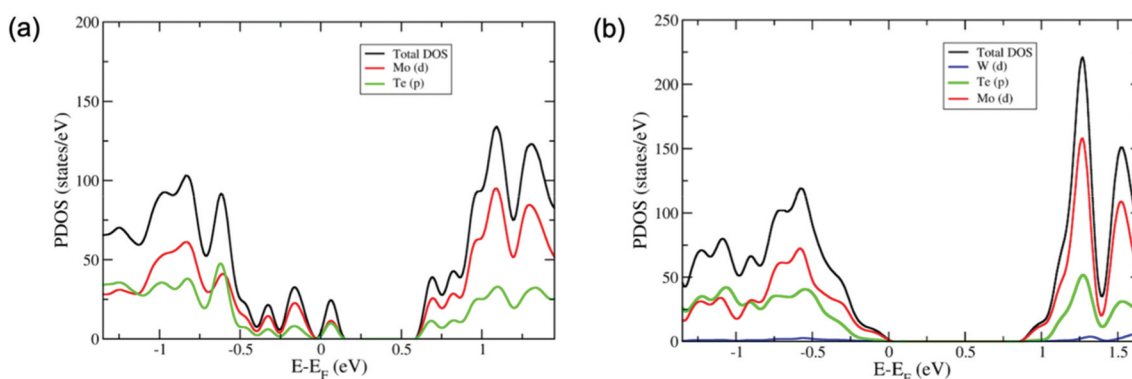 (a)
200
150
100
50
0
PDOS (states/eV)
Total DOS
Mo (d)
Te (p)
-1 -0.5 0 0.5 1
E-E_F (eV)
(b)
250
200
150
100
50
0
PDOS (states/eV)
Total DOS
W (d)
Te (p)
Mo (d)
-1 -0.5 0 0.5 1 1.5
E-E_F (eV)